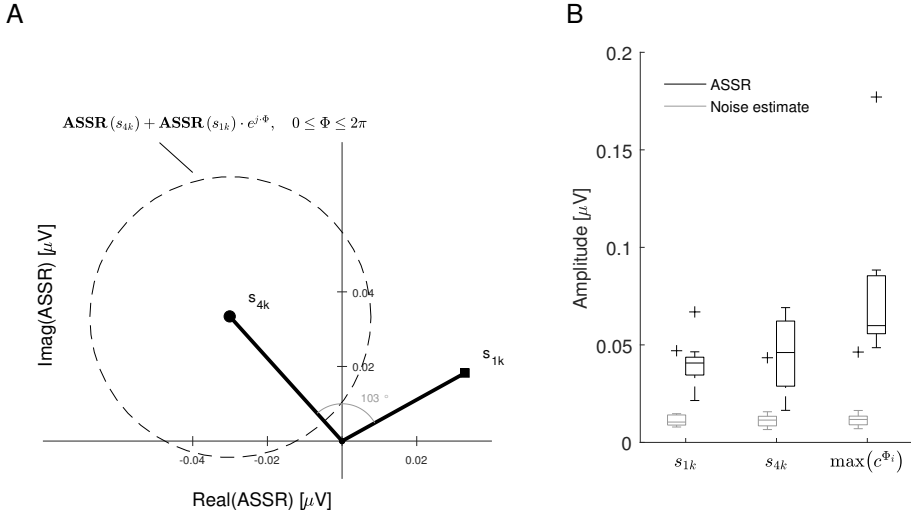 A
ASSR (s4k) + ASSR (s1k) · e^{j·Φ}, 0 ≤ Φ ≤ 2π
Imag(ASSR) [μV]
s4k
0.04
s1k
0.02
103 °
-0.04
-0.02
0.02
Real(ASSR) [μV]
B
0.2
ASSR
Noise estimate
0.15
0.1
0.05
0
Amplitude [μV]
s1k
s4k
max(c^{Φi})